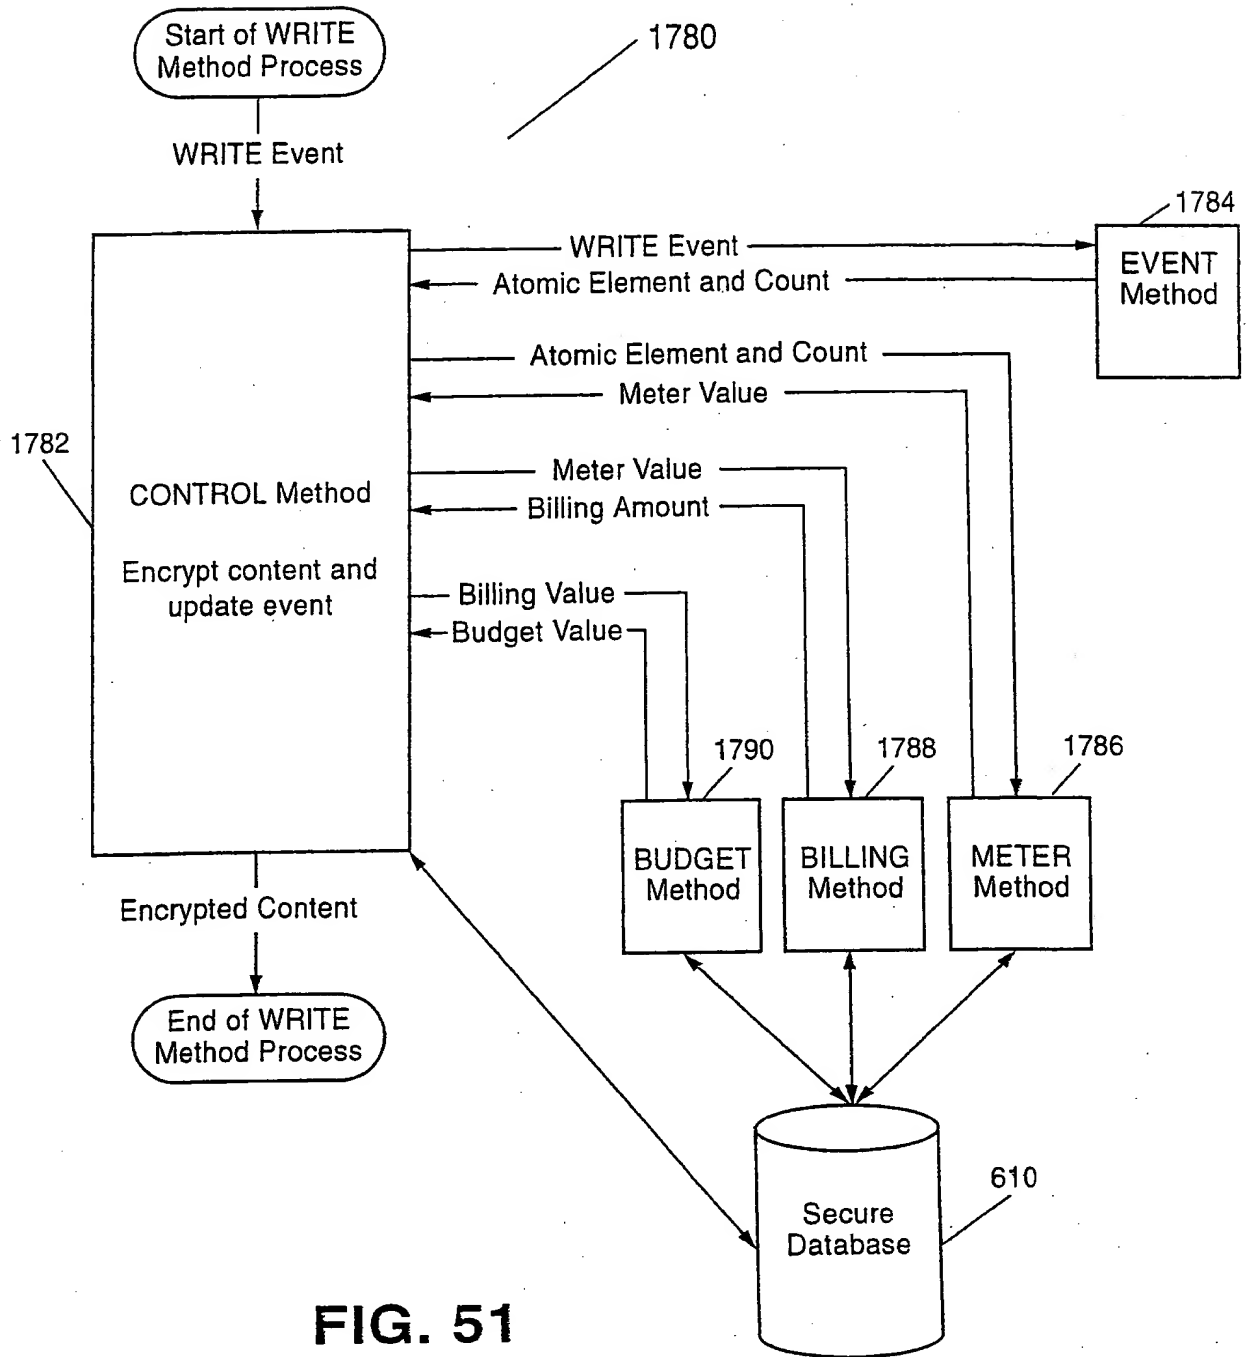 Start of WRITE
Method Process
1780
WRITE Event
1784
WRITE Event
EVENT
Method
Atomic Element and Count
Atomic Element and Count
Meter Value
1782
Meter Value
CONTROL Method
Billing Amount
Encrypt content and
update event
Billing Value
Budget Value
1790
1788
1786
BUDGET
Method
BILLING
Method
METER
Method
Encrypted Content
End of WRITE
Method Process
610
Secure
Database
FIG. 51